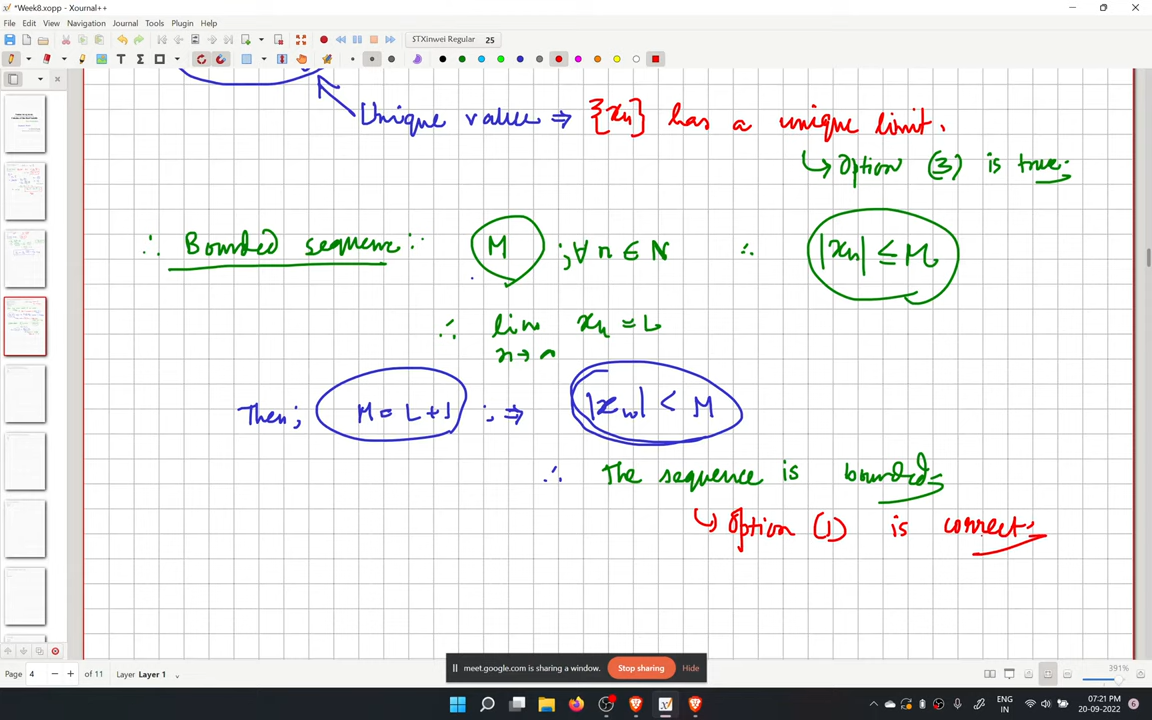 *Week8.xopp - Xournal++
File Edit View Navigation Journal Tools Plugin Help
STXinwei Regular 25
Unique value ⇒ {xn} has a unique limit.
↳ Option (3) is true.
∴ Bounded sequence ∵ M ; ∀ n ∈ N ∴ |xn| ≤ M
∴ lim xn = L
n→∞
Then; M = L + 1 ; ⇒ |xn| < M
∴ The sequence is bounded.
↳ Option (1) is correct.
meet.google.com is sharing a window. Stop sharing Hide
Page 4 of 11 Layer Layer 1 391%
ENG 07:21 PM
IN 20-09-2022 6